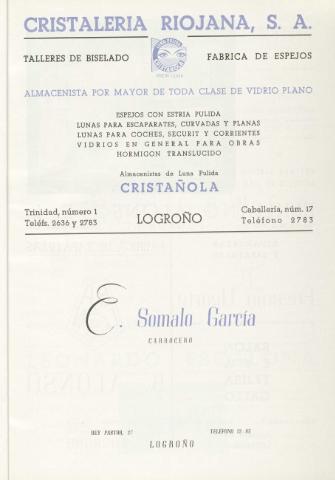 CRISTALERIA RIOJANA, S. A.
TALLERES DE BISELADO
FABRICA DE ESPEJOS
ALMACENISTA POR MAYOR DE TODA CLASE DE VIDRIO PLANO
ESPEJOS CON ESTRIA PULIDA
LUNAS PARA ESCAPARATES, CURVADAS Y PLANAS
LUNAS PARA COCHES, SECURIT Y CORRIENTES
VIDRIOS EN GENERAL PARA OBRAS
HORMIGON TRANSLUCIDO
Almacenistas de Luna Pulida
CRISTAÑOLA
Trinidad, número 1
Teléfs. 2636 y 2783
LOGROÑO
Caballería, núm. 17
Teléfono 2783
E. Somalo García
CARROCERO
REY PASTOR, 27
LOGROÑO